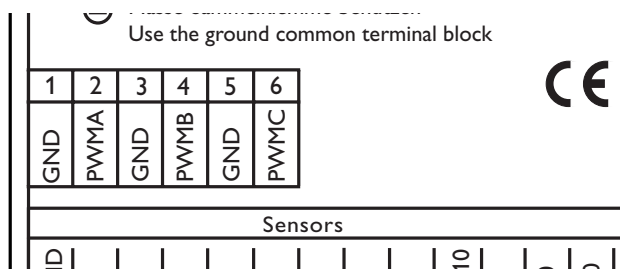 Use the ground common terminal block
1 2 3 4 5 6
GND PWMA GND PWMB GND PWMC
CE
Sensors